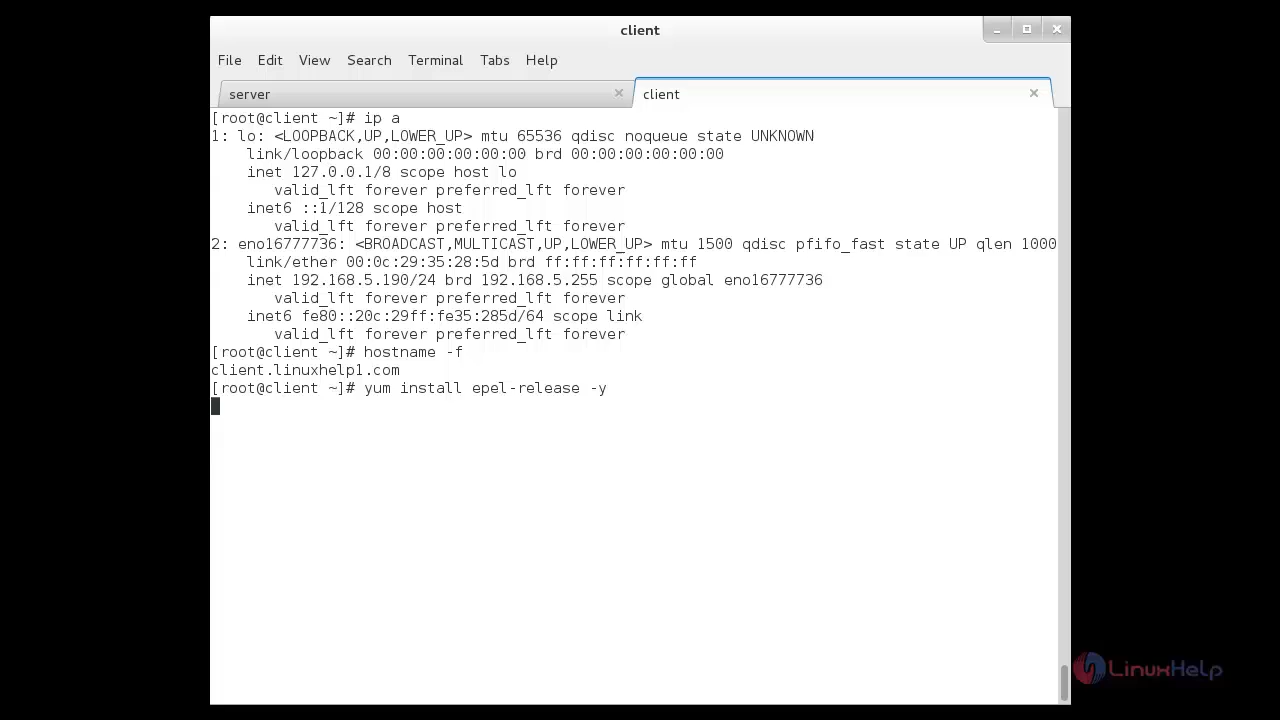 client
File Edit View Search Terminal Tabs Help
server
client
[root@client ~]# ip a
1: lo: <LOOPBACK,UP,LOWER_UP> mtu 65536 qdisc noqueue state UNKNOWN
    link/loopback 00:00:00:00:00:00 brd 00:00:00:00:00:00
    inet 127.0.0.1/8 scope host lo
       valid_lft forever preferred_lft forever
    inet6 ::1/128 scope host
       valid_lft forever preferred_lft forever
2: eno16777736: <BROADCAST,MULTICAST,UP,LOWER_UP> mtu 1500 qdisc pfifo_fast state UP qlen 1000
    link/ether 00:0c:29:35:28:5d brd ff:ff:ff:ff:ff:ff
    inet 192.168.5.190/24 brd 192.168.5.255 scope global eno16777736
       valid_lft forever preferred_lft forever
    inet6 fe80::20c:29ff:fe35:285d/64 scope link
       valid_lft forever preferred_lft forever
[root@client ~]# hostname -f
client.linuxhelp1.com
[root@client ~]# yum install epel-release -y
LinuxHelp